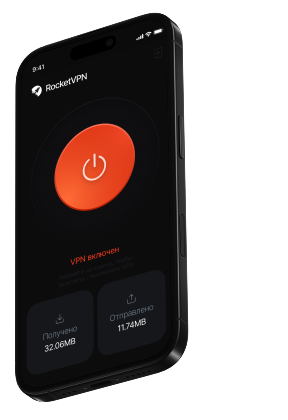 9:41
RocketVPN
VPN включен
Получено
32.06MB
Отправлено
11.74MB